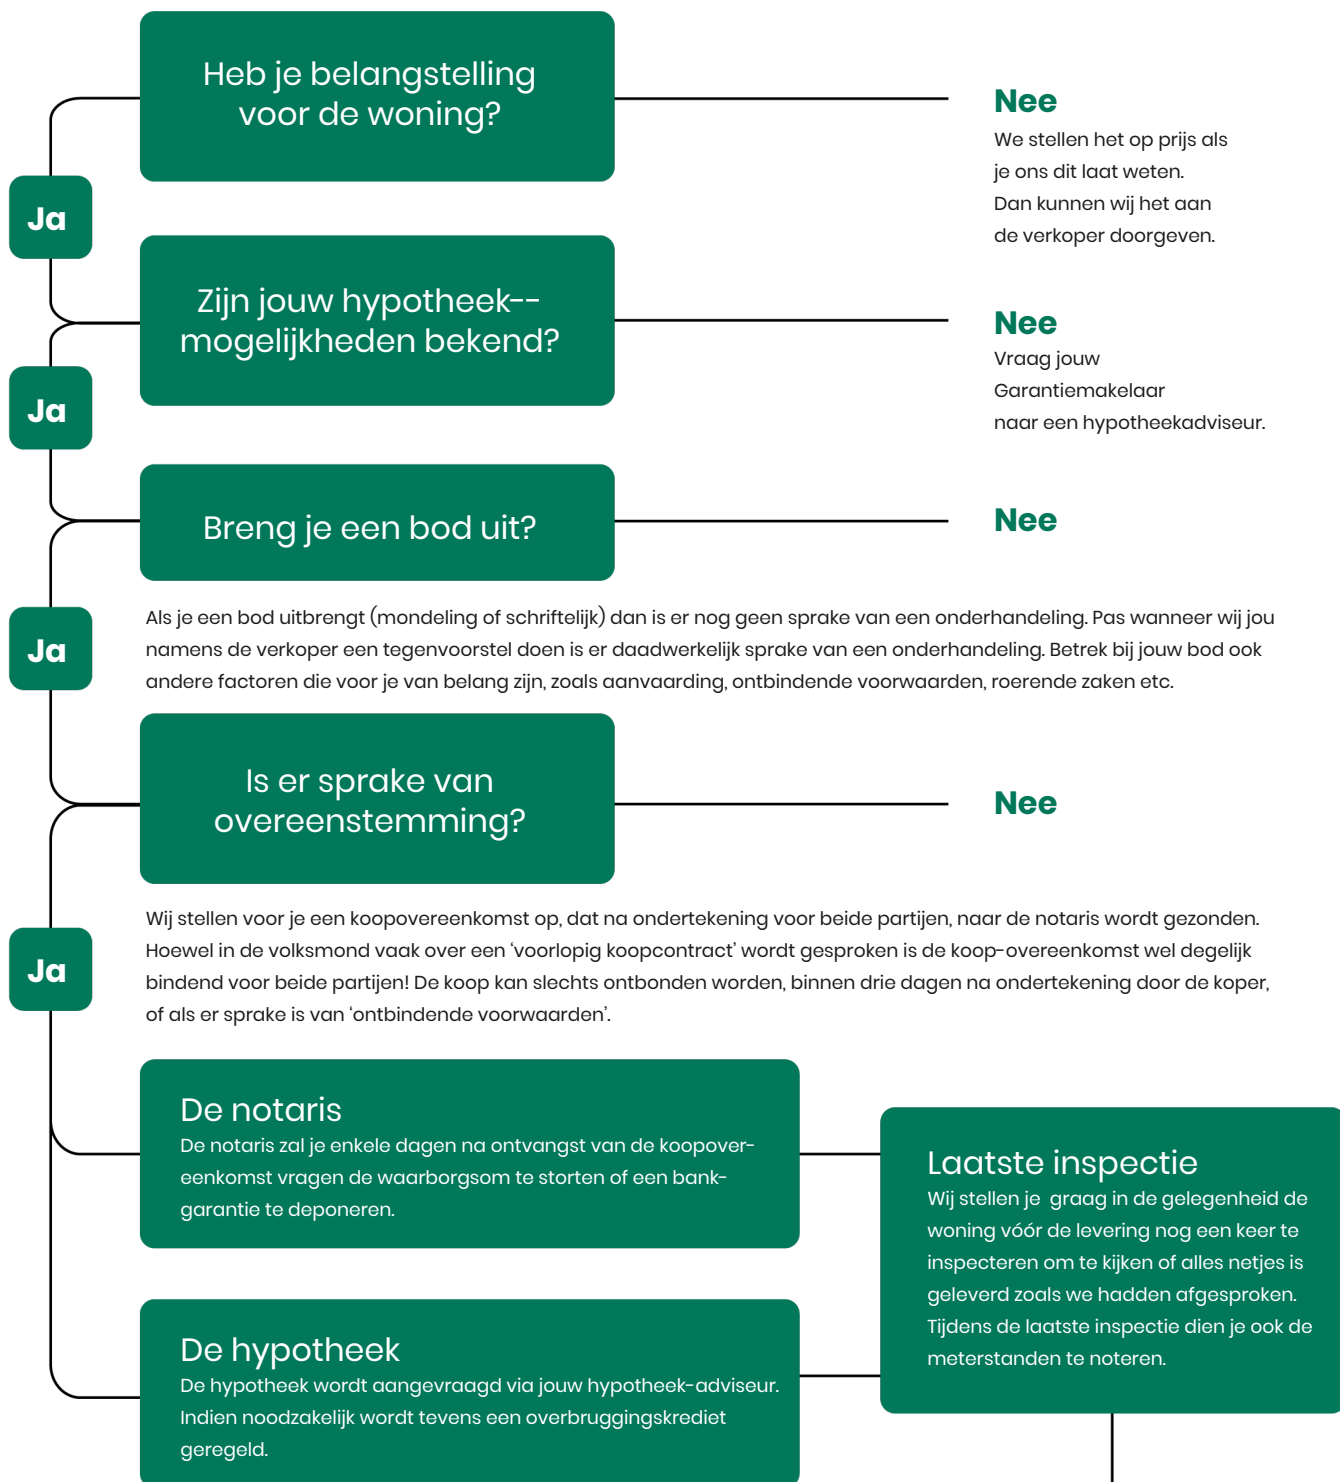 Heb je belangstelling
voor de woning?
Nee
We stellen het op prijs als
je ons dit laat weten.
Dan kunnen wij het aan
de verkoper doorgeven.
Ja
Zijn jouw hypotheek--
mogelijkheden bekend?
Nee
Vraag jouw
Garantiemakelaar
naar een hypotheekadviseur.
Ja
Breng je een bod uit?
Nee
Als je een bod uitbrengt (mondeling of schriftelijk) dan is er nog geen sprake van een onderhandeling. Pas wanneer wij jou
namens de verkoper een tegenvoorstel doen is er daadwerkelijk sprake van een onderhandeling. Betrek bij jouw bod ook
andere factoren die voor je van belang zijn, zoals aanvaarding, ontbindende voorwaarden, roerende zaken etc.
Ja
Is er sprake van
overeenstemming?
Nee
Wij stellen voor je een koopovereenkomst op, dat na ondertekening voor beide partijen, naar de notaris wordt gezonden.
Hoewel in de volksmond vaak over een ‘voorlopig koopcontract’ wordt gesproken is de koop-overeenkomst wel degelijk
bindend voor beide partijen! De koop kan slechts ontbonden worden, binnen drie dagen na ondertekening door de koper,
of als er sprake is van ‘ontbindende voorwaarden’.
Ja
De notaris
De notaris zal je enkele dagen na ontvangst van de koopover-
eenkomst vragen de waarborgsom te storten of een bank-
garantie te deponeren.
Laatste inspectie
Wij stellen je graag in de gelegenheid de
woning vóór de levering nog een keer te
inspecteren om te kijken of alles netjes is
geleverd zoals we hadden afgesproken.
Tijdens de laatste inspectie dien je ook de
meterstanden te noteren.
De hypotheek
De hypotheek wordt aangevraagd via jouw hypotheek-adviseur.
Indien noodzakelijk wordt tevens een overbruggingskrediet
geregeld.